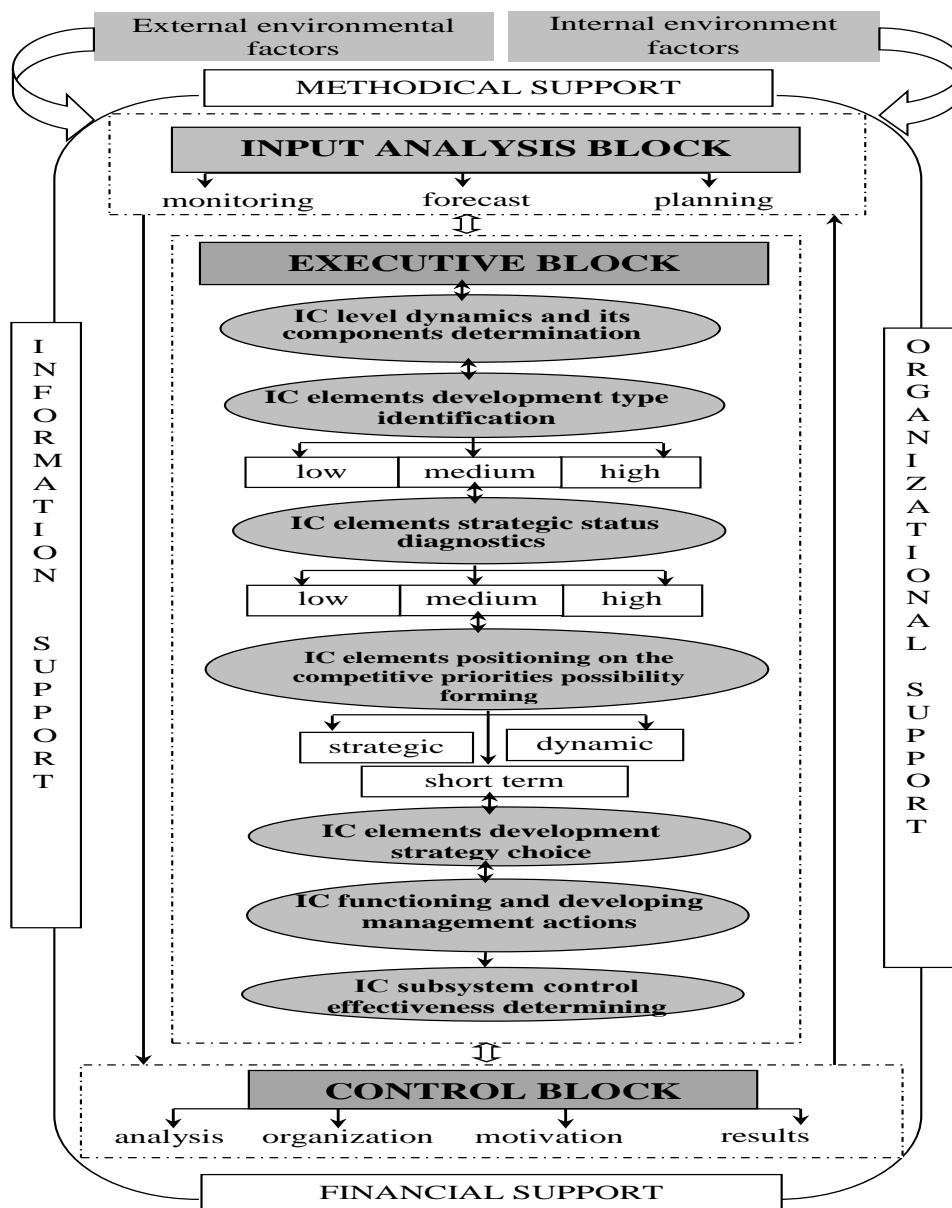 External environmental
factors
Internal environment
factors
METHODICAL SUPPORT
INPUT ANALYSIS BLOCK
monitoring
forecast
planning
EXECUTIVE BLOCK
IC level dynamics and its
components determination
IC elements development type
identification
low
medium
high
IC elements strategic status
diagnostics
low
medium
high
IC elements positioning on the
competitive priorities possibility
forming
strategic
dynamic
short term
IC elements development
strategy choice
IC functioning and developing
management actions
IC subsystem control
effectiveness determining
INFORMATION SUPPORT
ORGANIZATIONAL SUPPORT
CONTROL BLOCK
analysis
organization
motivation
results
FINANCIAL SUPPORT